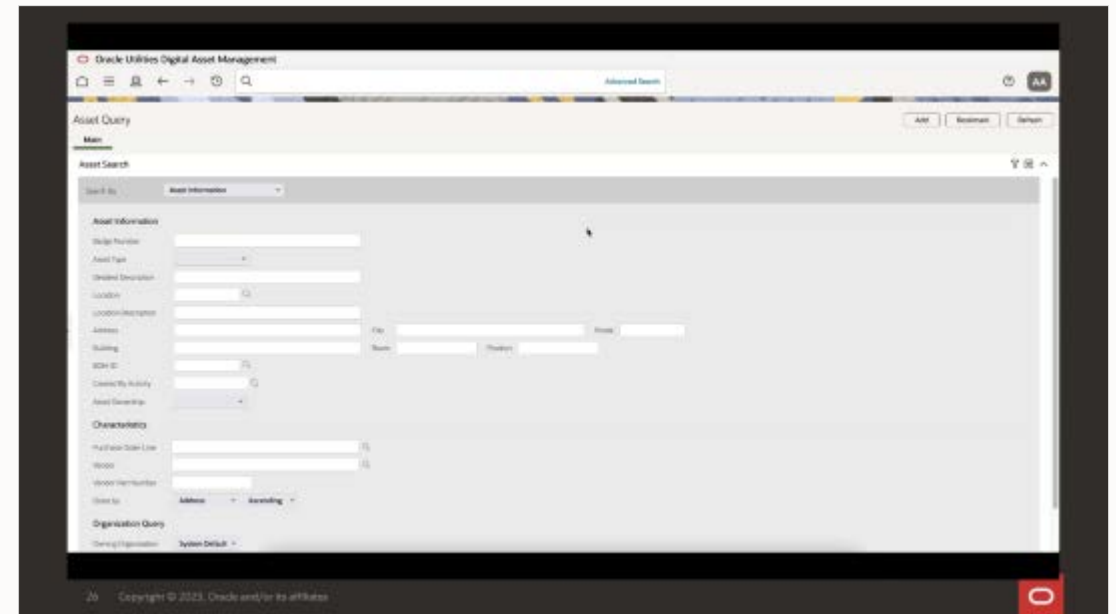 Oracle Utilities Digital Asset Management
Advanced Search
AA
Asset Query
Add Bookmark Refresh
Main
Asset Search
Search By Asset Information
Asset Information
Badge Number
Asset Type
Detailed Description
Location
Location Description
Address City State
Building Room Position
BOM ID
Created By Activity
Asset Ownership
Characteristics
Purchase Order Line
Vendor
Vendor Part Number
Order by Address Ascending
Organization Query
Owning Organization System Default
26 Copyright © 2023, Oracle and/or its affiliates